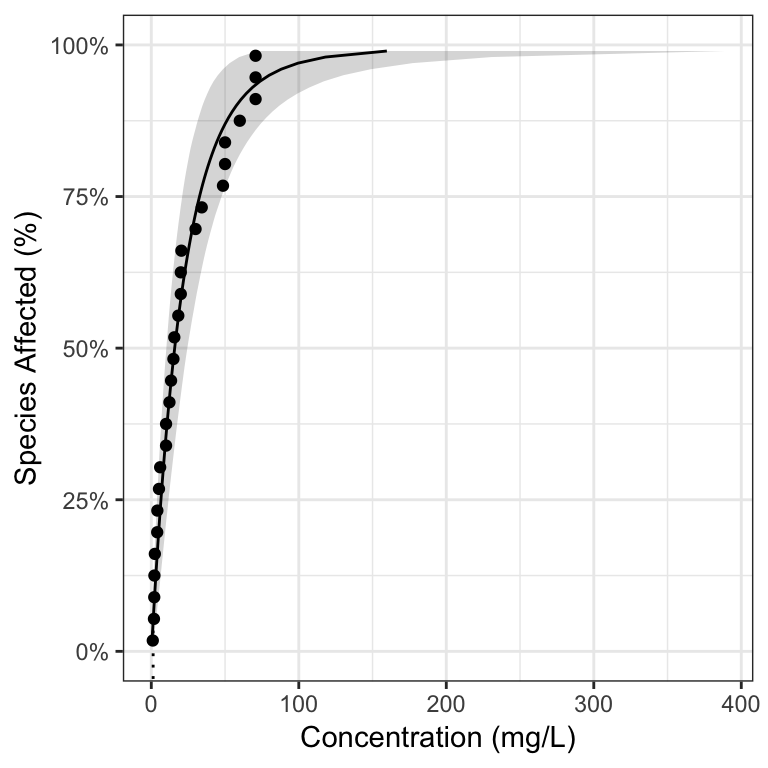 100%
75%
50%
25%
0%
Species Affected (%)
0 100 200 300 400
Concentration (mg/L)